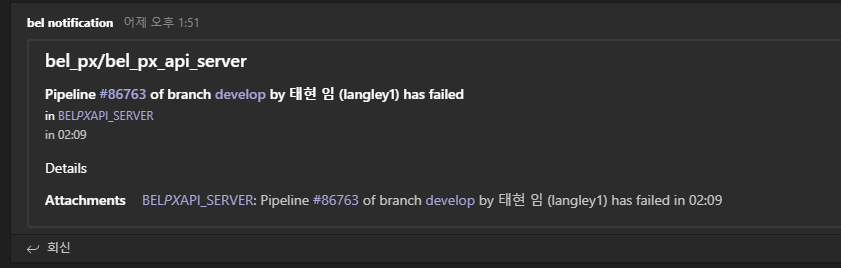 bel notification 어제 오후 1:51
bel_px/bel_px_api_server
Pipeline #86763 of branch develop by 태현 임 (langley1) has failed
in BELPXAPI_SERVER
in 02:09
Details
Attachments BELPXAPI_SERVER: Pipeline #86763 of branch develop by 태현 임 (langley1) has failed in 02:09
회신